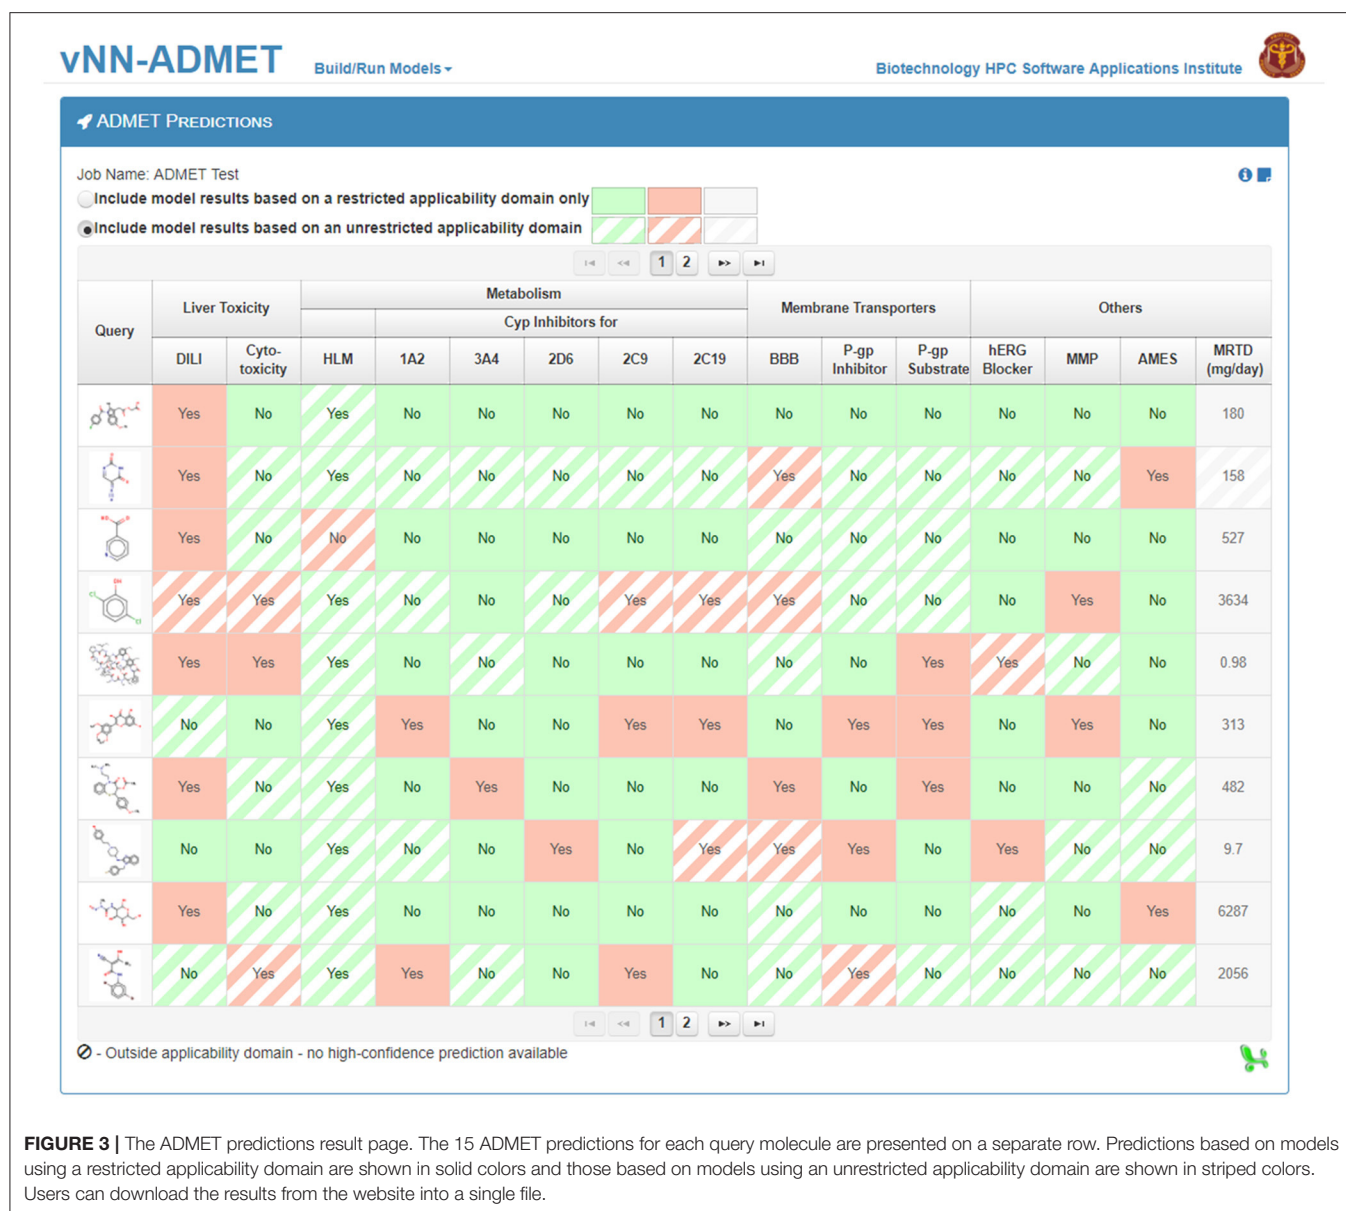 vNN-ADMET
Build/Run Models
Biotechnology HPC Software Applications Institute
ADMET PREDICTIONS
Job Name: ADMET Test
Include model results based on a restricted applicability domain only
Include model results based on an unrestricted applicability domain
1 2
Query Liver Toxicity Metabolism Membrane Transporters Others
Cyp Inhibitors for
DILI Cyto-toxicity HLM 1A2 3A4 2D6 2C9 2C19 BBB P-gp Inhibitor P-gp Substrate hERG Blocker MMP AMES MRTD (mg/day)
Yes No Yes No No No No No No No No No No No 180
Yes No Yes No No No No No Yes No No No No Yes 158
Yes No No No No No No No No No No No No No 527
Yes Yes Yes No No No Yes Yes Yes No No No Yes No 3634
Yes Yes Yes No No No No No No No Yes Yes No No 0.98
No No Yes Yes No No Yes Yes No Yes Yes No Yes No 313
Yes No Yes No Yes No No No Yes No Yes No No No 482
No No Yes No No Yes No Yes Yes Yes No Yes No No 9.7
Yes No Yes No No No No No No No No No No Yes 6287
No Yes Yes Yes No No Yes No No Yes No No No No 2056
1 2
- Outside applicability domain - no high-confidence prediction available
FIGURE 3 | The ADMET predictions result page. The 15 ADMET predictions for each query molecule are presented on a separate row. Predictions based on models
using a restricted applicability domain are shown in solid colors and those based on models using an unrestricted applicability domain are shown in striped colors.
Users can download the results from the website into a single file.